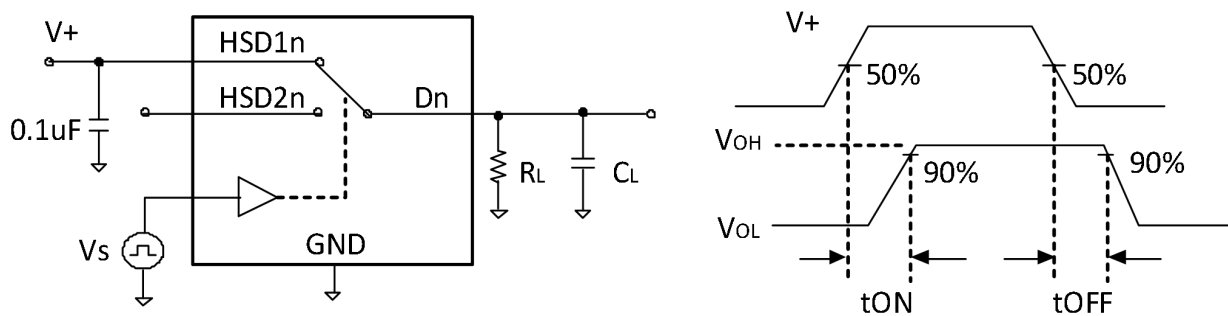 V+
HSD1n
HSD2n
Dn
0.1uF
RL
CL
Vs
GND
V+
50%
50%
VOH
90%
90%
VOL
tON
tOFF